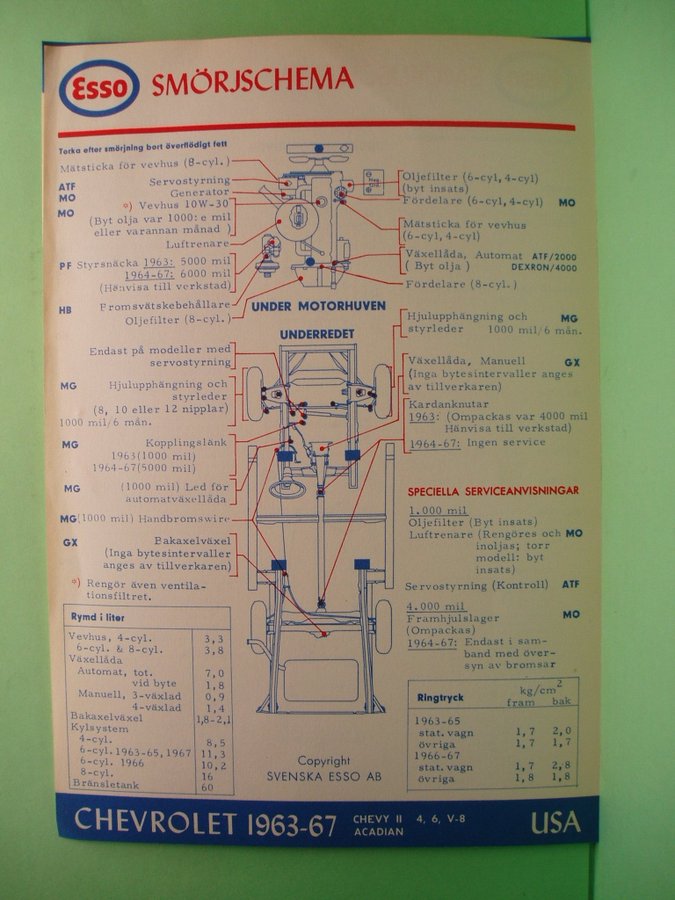 Esso SMÖRJSCHEMA
Torka efter smörjning bort överflödigt fett
Mätsticka för vevhus (8-cyl.)
ATF Servostyrning
MO Generator
MO *) Vevhus 10W-30
(Byt olja var 1000:e mil
eller varannan månad )
Luftrenare
PF Styrsnäcka 1963: 5000 mil
1964-67: 6000 mil
(Hänvisa till verkstad)
HB Bromsvätskebehållare
Oljefilter (8-cyl.)
Oljefilter (6-cyl, 4-cyl)
(byt insats)
Fördelare (6-cyl, 4-cyl) MO
Mätsticka för vevhus
(6-cyl, 4-cyl)
Växellåda, Automat ATF/2000
( Byt olja ) DEXRON/4000
Fördelare (8-cyl.)
UNDER MOTORHUVEN
UNDERREDET
Endast på modeller med
servostyrning
MG Hjulupphängning och
styrleder
(8, 10 eller 12 nipplar)
1000 mil/6 mån.
MG Kopplingslänk
1963(1000 mil)
1964-67(5000 mil)
MG (1000 mil) Led för
automatväxellåda
MG(1000 mil) Handbromswire
GX Bakaxelväxel
(Inga bytesintervaller
anges av tillverkaren)
*) Rengör även ventila-
tionsfiltret.
Hjulupphängning och MG
styrleder 1000 mil/6 mån.
Växellåda, Manuell GX
(Inga bytesintervaller anges
av tillverkaren)
Kardanknutar
1963: (Ompackas var 4000 mil
Hänvisa till verkstad)
1964-67: Ingen service
SPECIELLA SERVICEANVISNINGAR
1.000 mil
Oljefilter (Byt insats)
Luftrenare (Rengöres och MO
inoljas; torr
modell: byt
insats)
Servostyrning (Kontroll) ATF
4.000 mil
Framhjulslager MO
(Ompackas)
1964-67: Endast i sam-
band med över-
syn av bromsar
Rymd i liter
Vevhus, 4-cyl. 3,3
6-cyl. & 8-cyl. 3,8
Växellåda
Automat, tot. 7,0
vid byte 1,8
Manuell, 3-växlad 0,9
4-växlad 1,4
Bakaxelväxel 1,8-2,1
Kylsystem
4-cyl. 8,5
6-cyl. 1963-65, 1967 11,3
6-cyl. 1966 10,2
8-cyl. 16
Bränsletank 60
Ringtryck kg/cm2
fram bak
1963-65
stat. vagn 1,7 2,0
övriga 1,7 1,7
1966-67
stat. vagn 1,7 2,8
övriga 1,8 1,8
Copyright
SVENSKA ESSO AB
CHEVROLET 1963-67 CHEVY II 4, 6, V-8 USA
ACADIAN